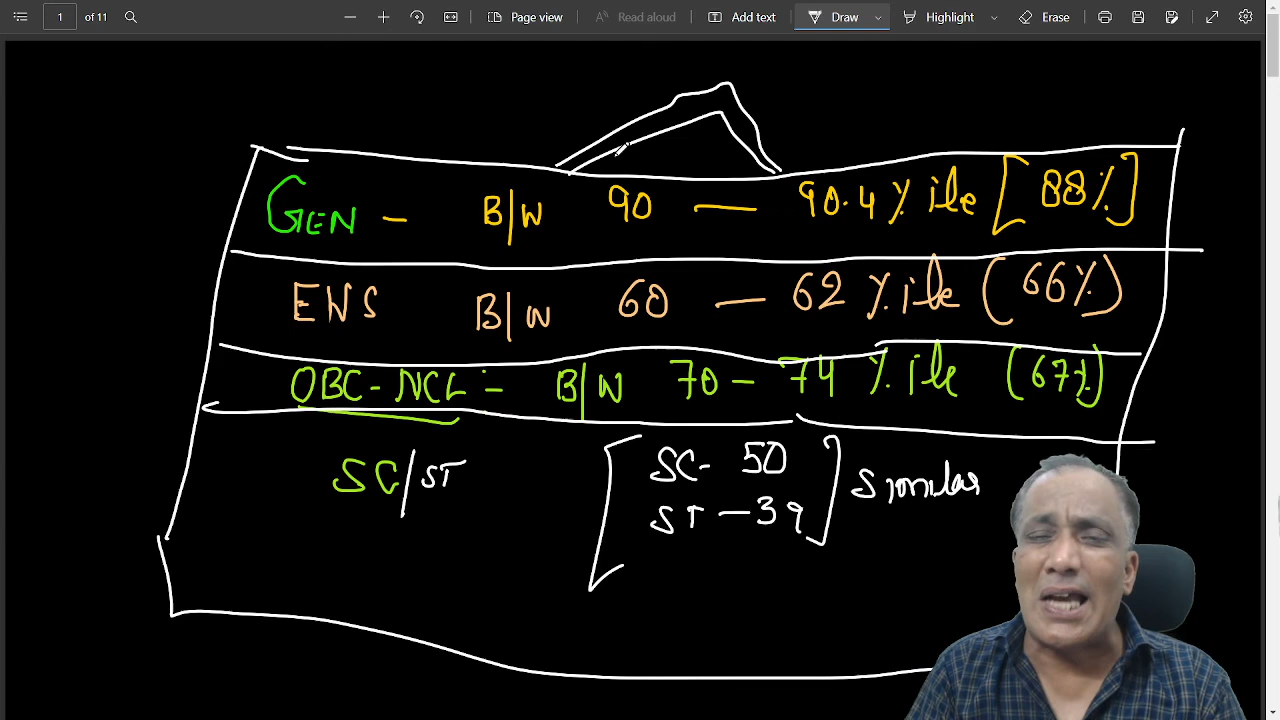 1 of 11 Page view Read aloud Add text Draw Highlight Erase
GEN - B/W 90 — 90.4 %ile [88%]
EWS B/W 60 — 62 %ile (66%)
OBC-NCL - B/W 70 - 74 %ile (67%)
SC/ST
SC- 50
ST - 39
Similar